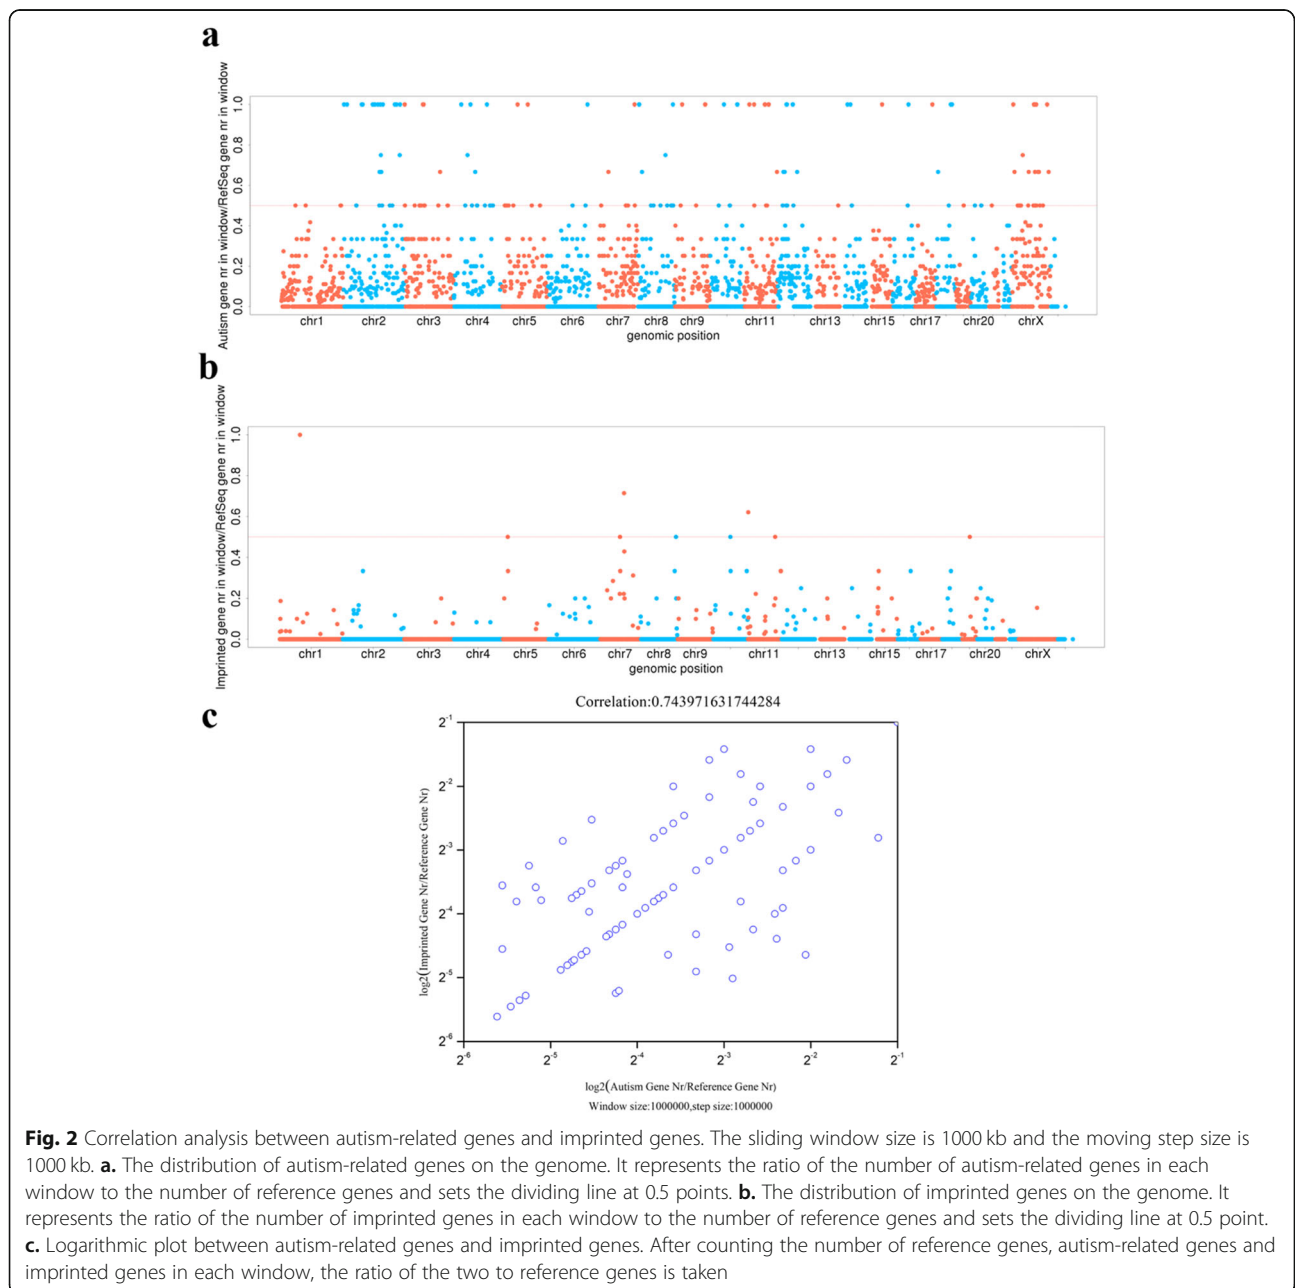 a
Autism gene nr in window/RefSeq gene nr in window
1.0
0.8
0.6
0.4
0.2
0.0
chr1 chr2 chr3 chr4 chr5 chr6 chr7 chr8 chr9 chr11 chr13 chr15 chr17 chr20 chrX
genomic position
b
Imprinted gene nr in window/RefSeq gene nr in window
1.0
0.8
0.6
0.4
0.2
0.0
chr1 chr2 chr3 chr4 chr5 chr6 chr7 chr8 chr9 chr11 chr13 chr15 chr17 chr20 chrX
genomic position
c
Correlation:0.743971631744284
log2(Imprinted Gene Nr/Reference Gene Nr)
2^-1
2^-2
2^-3
2^-4
2^-5
2^-6
2^-6 2^-5 2^-4 2^-3 2^-2 2^-1
log2(Autism Gene Nr/Reference Gene Nr)
Window size:1000000,step size:1000000
Fig. 2 Correlation analysis between autism-related genes and imprinted genes. The sliding window size is 1000 kb and the moving step size is
1000 kb. a. The distribution of autism-related genes on the genome. It represents the ratio of the number of autism-related genes in each
window to the number of reference genes and sets the dividing line at 0.5 points. b. The distribution of imprinted genes on the genome. It
represents the ratio of the number of imprinted genes in each window to the number of reference genes and sets the dividing line at 0.5 point.
c. Logarithmic plot between autism-related genes and imprinted genes. After counting the number of reference genes, autism-related genes and
imprinted genes in each window, the ratio of the two to reference genes is taken